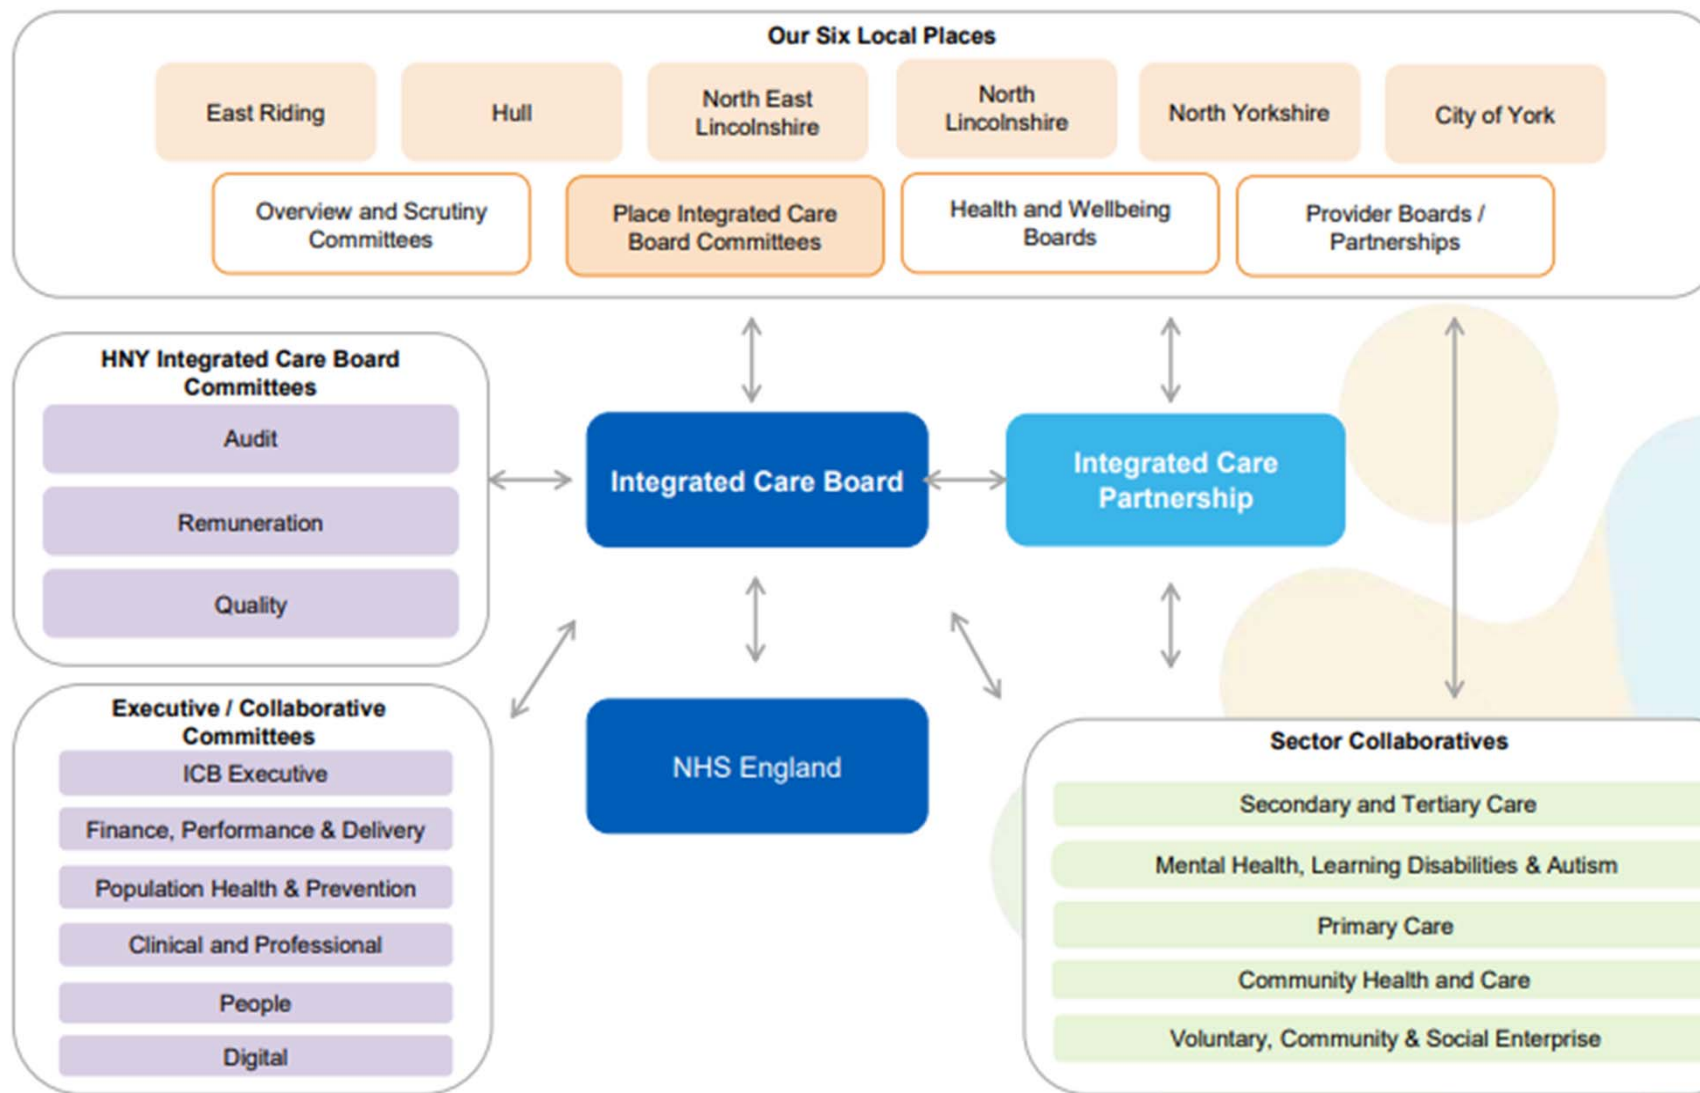 Our Six Local Places
East Riding
Hull
North East
Lincolnshire
North
Lincolnshire
North Yorkshire
City of York
Overview and Scrutiny
Committees
Place Integrated Care
Board Committees
Health and Wellbeing
Boards
Provider Boards /
Partnerships
HNY Integrated Care Board
Committees
Audit
Remuneration
Quality
Integrated Care Board
Integrated Care
Partnership
Executive / Collaborative
Committees
ICB Executive
Finance, Performance & Delivery
Population Health & Prevention
Clinical and Professional
People
Digital
NHS England
Sector Collaboratives
Secondary and Tertiary Care
Mental Health, Learning Disabilities & Autism
Primary Care
Community Health and Care
Voluntary, Community & Social Enterprise